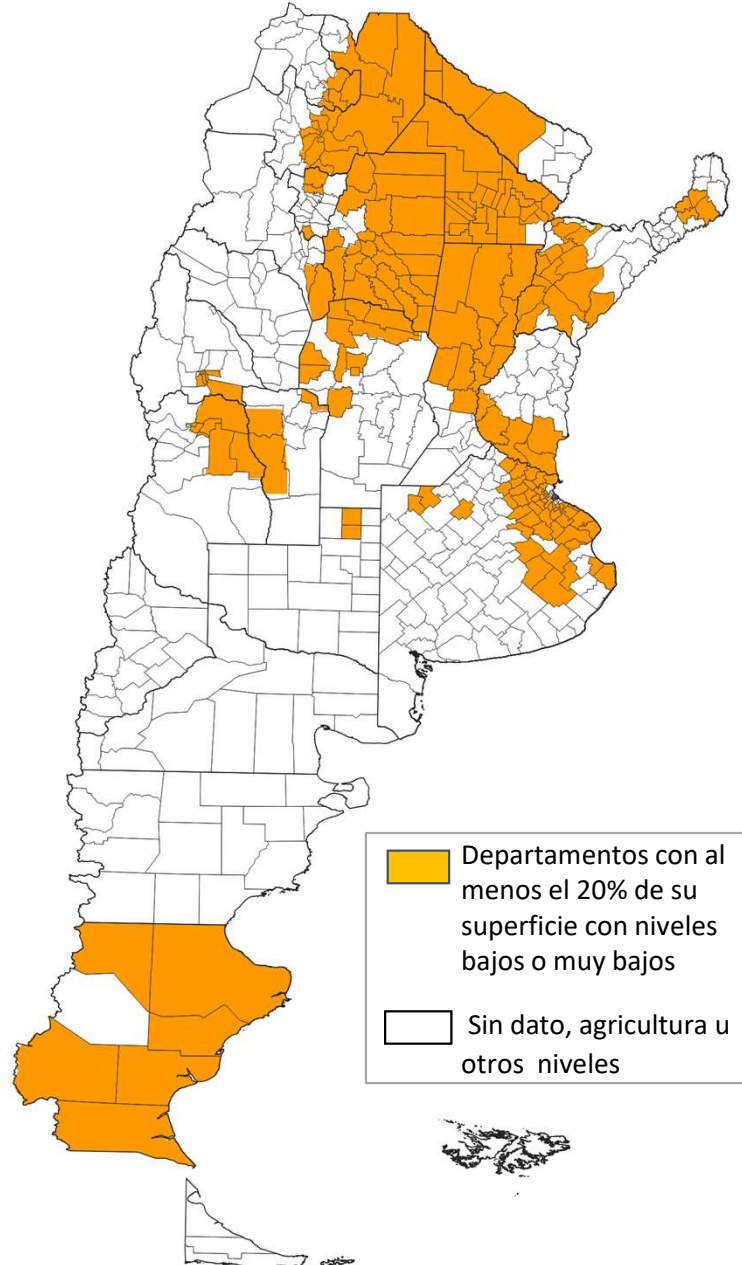 Departamentos con al
menos el 20% de su
superficie con niveles
bajos o muy bajos
Sin dato, agricultura u
otros niveles